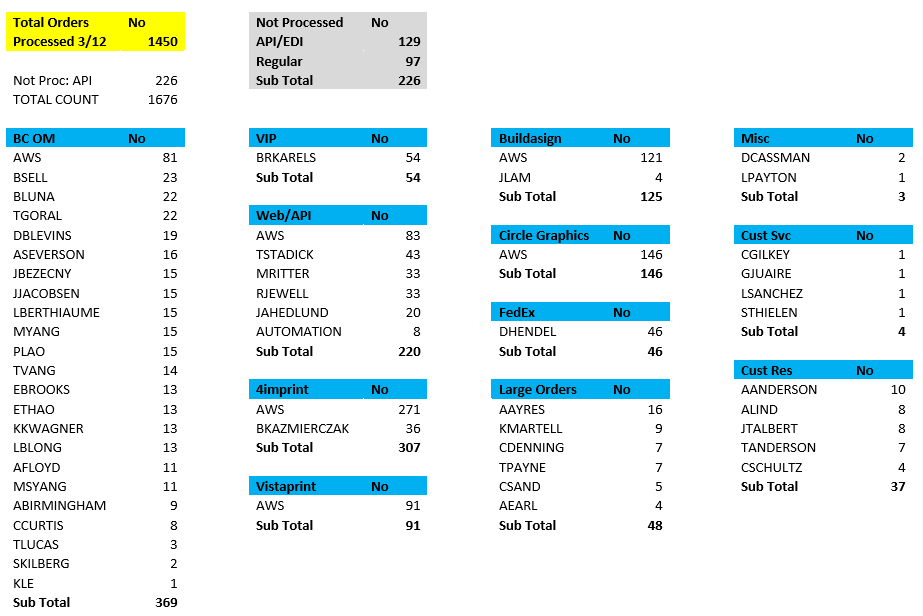 Total Orders No
Processed 3/12 1450
Not Proc: API 226
TOTAL COUNT 1676
Not Processed No
API/EDI 129
Regular 97
Sub Total 226
BC OM No
AWS 81
BSELL 23
BLUNA 22
TGORAL 22
DBLEVINS 19
ASEVERSON 16
JBEZECNY 15
JJACOBSEN 15
LBERTHIAUME 15
MYANG 15
PLAO 15
TVANG 14
EBROOKS 13
ETHAO 13
KKWAGNER 13
LBLONG 13
AFLOYD 11
MSYANG 11
ABIRMINGHAM 9
CCURTIS 8
TLUCAS 3
SKILBERG 2
KLE 1
Sub Total 369
VIP No
BRKARELS 54
Sub Total 54
Web/API No
AWS 83
TSTADICK 43
MRITTER 33
RJEWELL 33
JAHEDLUND 20
AUTOMATION 8
Sub Total 220
4imprint No
AWS 271
BKAZMIERCZAK 36
Sub Total 307
Vistaprint No
AWS 91
Sub Total 91
Buildasign No
AWS 121
JLAM 4
Sub Total 125
Circle Graphics No
AWS 146
Sub Total 146
FedEx No
DHENDEL 46
Sub Total 46
Large Orders No
AAYRES 16
KMARTELL 9
CDENNING 7
TPAYNE 7
CSAND 5
AEARL 4
Sub Total 48
Misc No
DCASSMAN 2
LPAYTON 1
Sub Total 3
Cust Svc No
CGILKEY 1
GJUAIRE 1
LSANCHEZ 1
STHIELEN 1
Sub Total 4
Cust Res No
AANDERSON 10
ALIND 8
JTALBERT 8
TANDERSON 7
CSCHULTZ 4
Sub Total 37